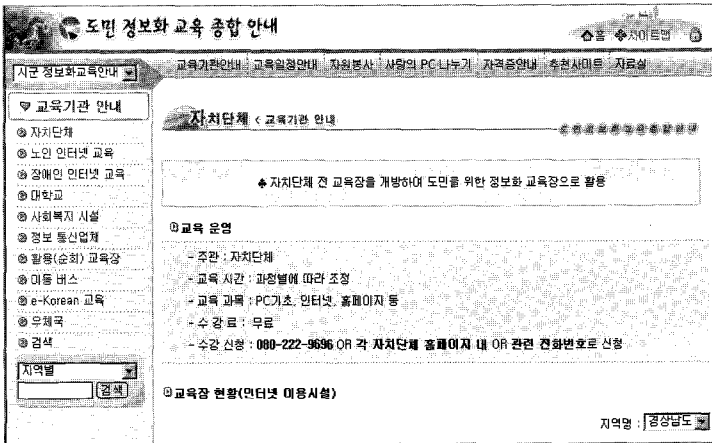 도민 정보화 교육 종합 안내
홈 사이트맵
시군 정보화교육안내
교육기관안내 교육일정안내 자원봉사 사랑의 PC 나누기 자격증안내 추천사이트 자료실
교육기관 안내
자치단체
노인 인터넷 교육
장애인 인터넷 교육
대학교
사회복지 시설
정보 통신업체
활용(순회) 교육장
이동 버스
e-Korean 교육
우체국
검색
지역별
검색
자치단체 < 교육기관 안내
♣ 자치단체 전 교육장을 개방하여 도민을 위한 정보화 교육장으로 활용
교육 운영
- 주관 : 자치단체
- 교육 시간 : 과정별에 따라 조정
- 교육 과목 : PC기초, 인터넷, 홈페이지 등
- 수 강 료 : 무료
- 수강 신청 : 080-222-9696 OR 각 자치단체 홈페이지 내 OR 관련 전화번호로 신청
교육장 현황(민터넷 이용시설)
지역명 : 경상남도